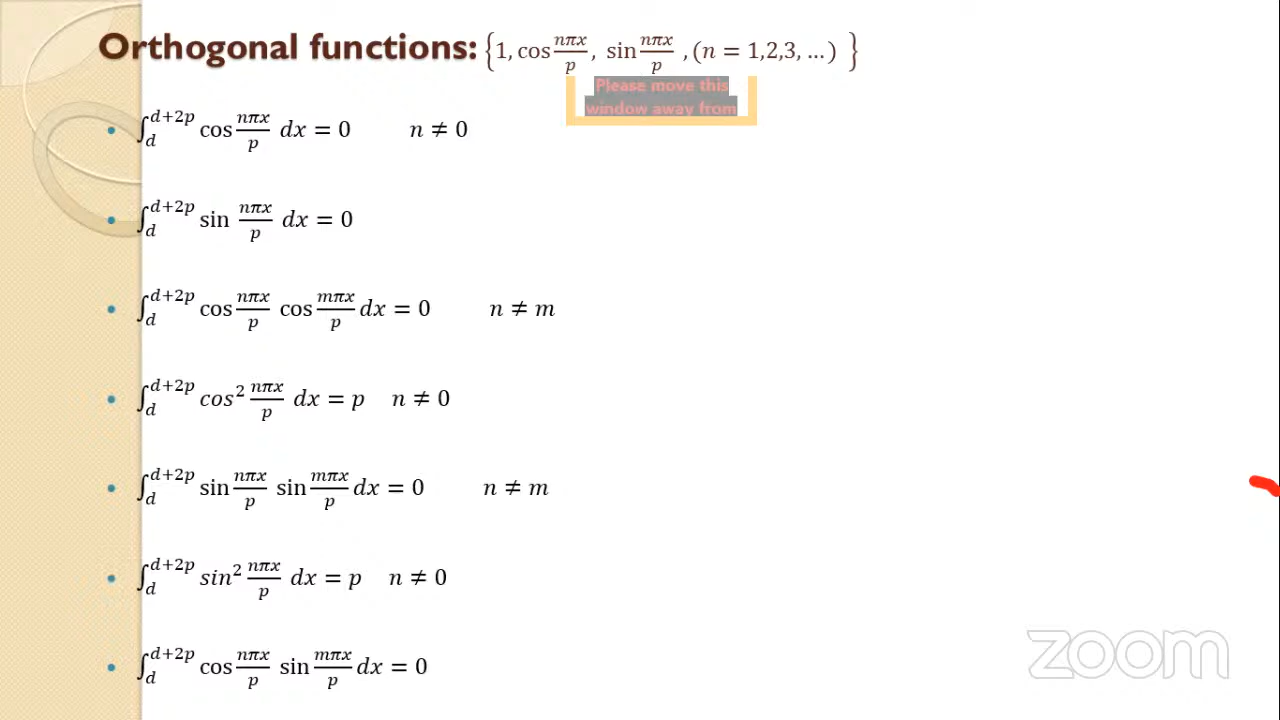 Orthogonal functions: {1, cos nπx/p, sin nπx/p , (n = 1,2,3, …) }
Please move this
window away from
• ∫_d^{d+2p} cos nπx/p dx = 0 n ≠ 0
• ∫_d^{d+2p} sin nπx/p dx = 0
• ∫_d^{d+2p} cos nπx/p cos mπx/p dx = 0 n ≠ m
• ∫_d^{d+2p} cos² nπx/p dx = p n ≠ 0
• ∫_d^{d+2p} sin nπx/p sin mπx/p dx = 0 n ≠ m
• ∫_d^{d+2p} sin² nπx/p dx = p n ≠ 0
• ∫_d^{d+2p} cos nπx/p sin mπx/p dx = 0
zoom